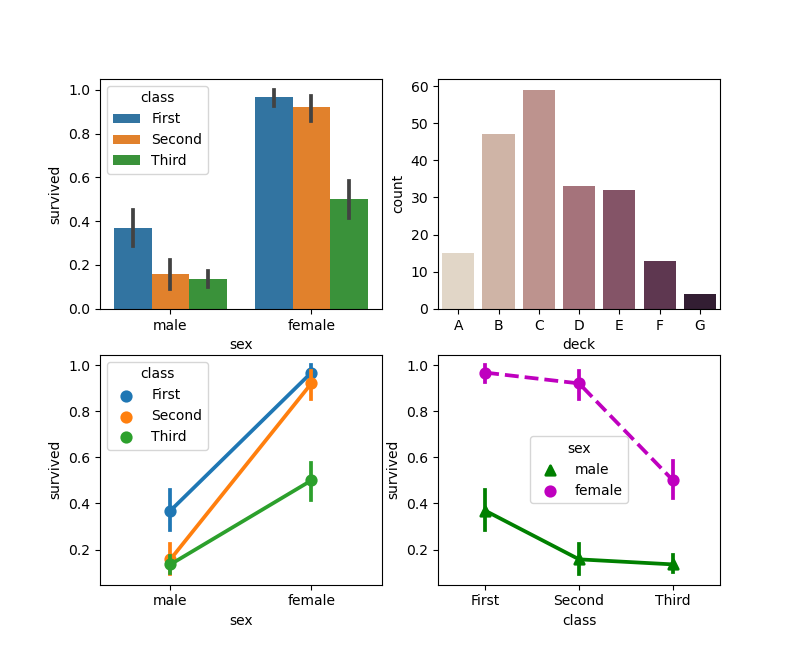 1.0
0.8
0.6
0.4
0.2
0.0
survived
class
First
Second
Third
male
female
sex
60
50
40
30
20
10
0
count
A B C D E F G
deck
1.0
0.8
0.6
0.4
0.2
survived
class
First
Second
Third
male
female
sex
1.0
0.8
0.6
0.4
0.2
survived
sex
male
female
First
Second
Third
class